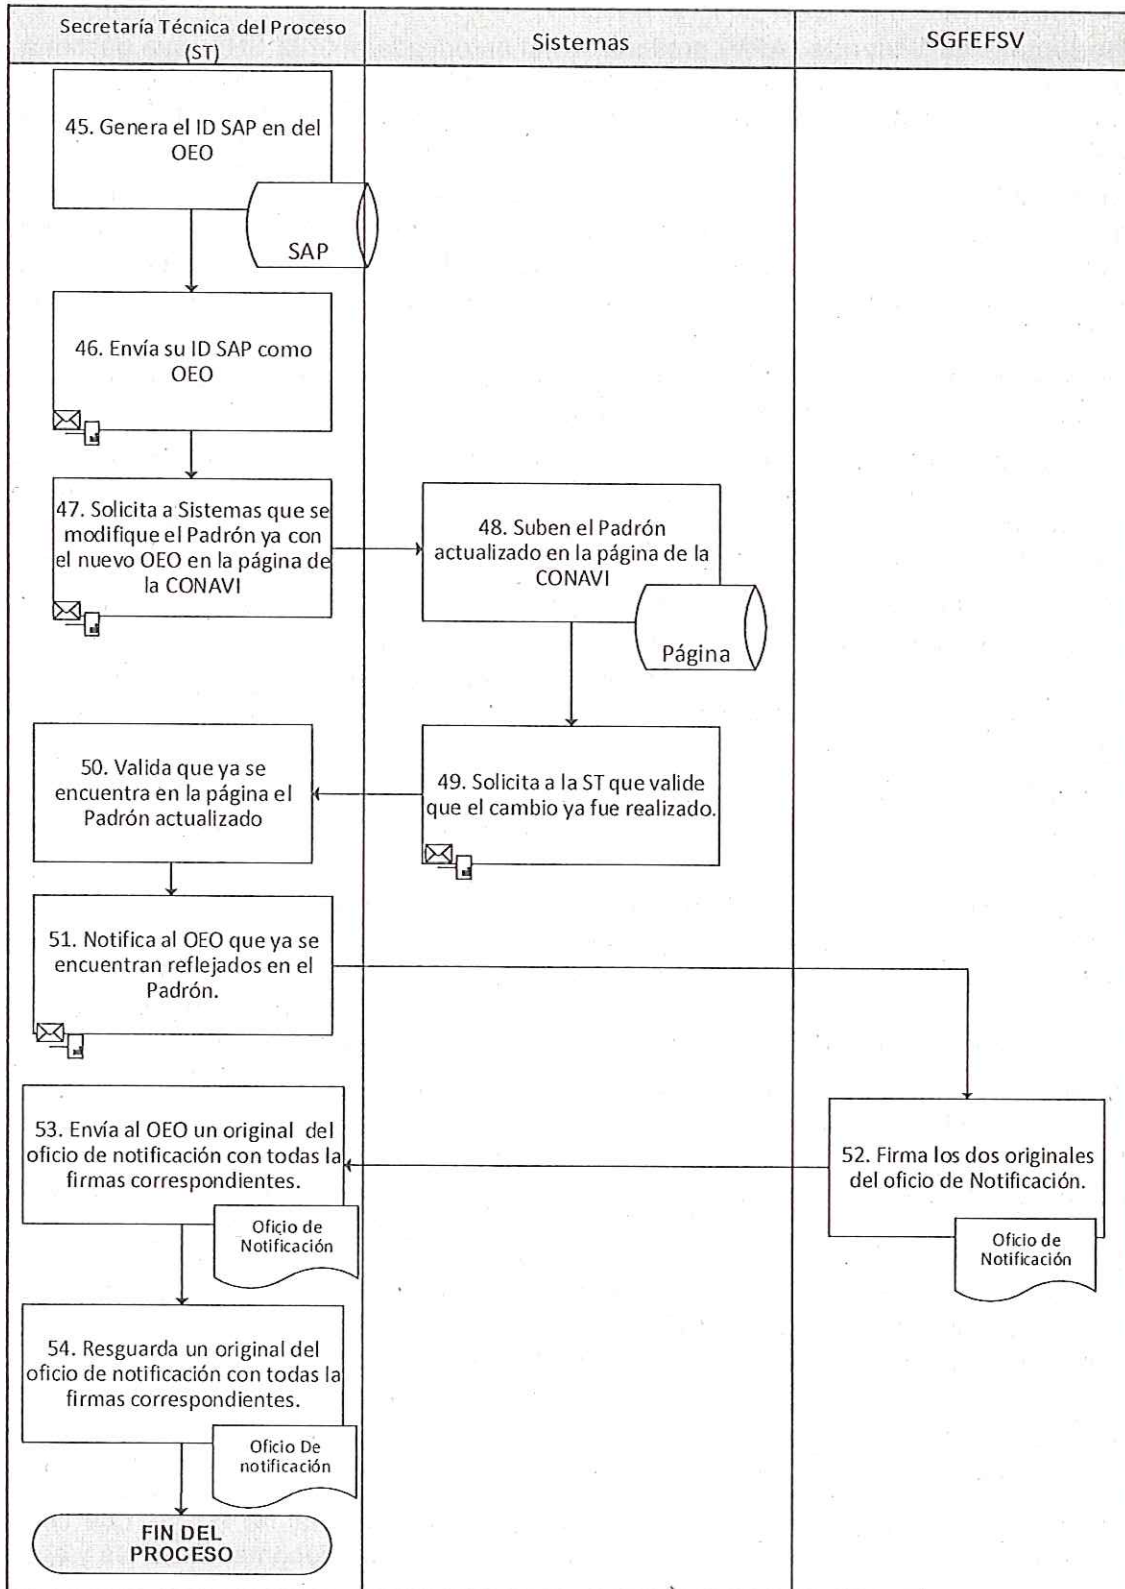 Secretaría Técnica del Proceso
(ST)
Sistemas
SGFEFSV
45. Genera el ID SAP en del
OEO
SAP
46. Envía su ID SAP como
OEO
47. Solicita a Sistemas que se
modifique el Padrón ya con
el nuevo OEO en la página de
la CONAVI
48. Suben el Padrón
actualizado en la página de la
CONAVI
Página
50. Valida que ya se
encuentra en la página el
Padrón actualizado
49. Solicita a la ST que valide
que el cambio ya fue realizado.
51. Notifica al OEO que ya se
encuentran reflejados en el
Padrón.
53. Envía al OEO un original del
oficio de notificación con todas la
firmas correspondientes.
Oficio de
Notificación
52. Firma los dos originales
del oficio de Notificación.
Oficio de
Notificación
54. Resguarda un original del
oficio de notificación con todas la
firmas correspondientes.
Oficio De
notificación
FIN DEL
PROCESO